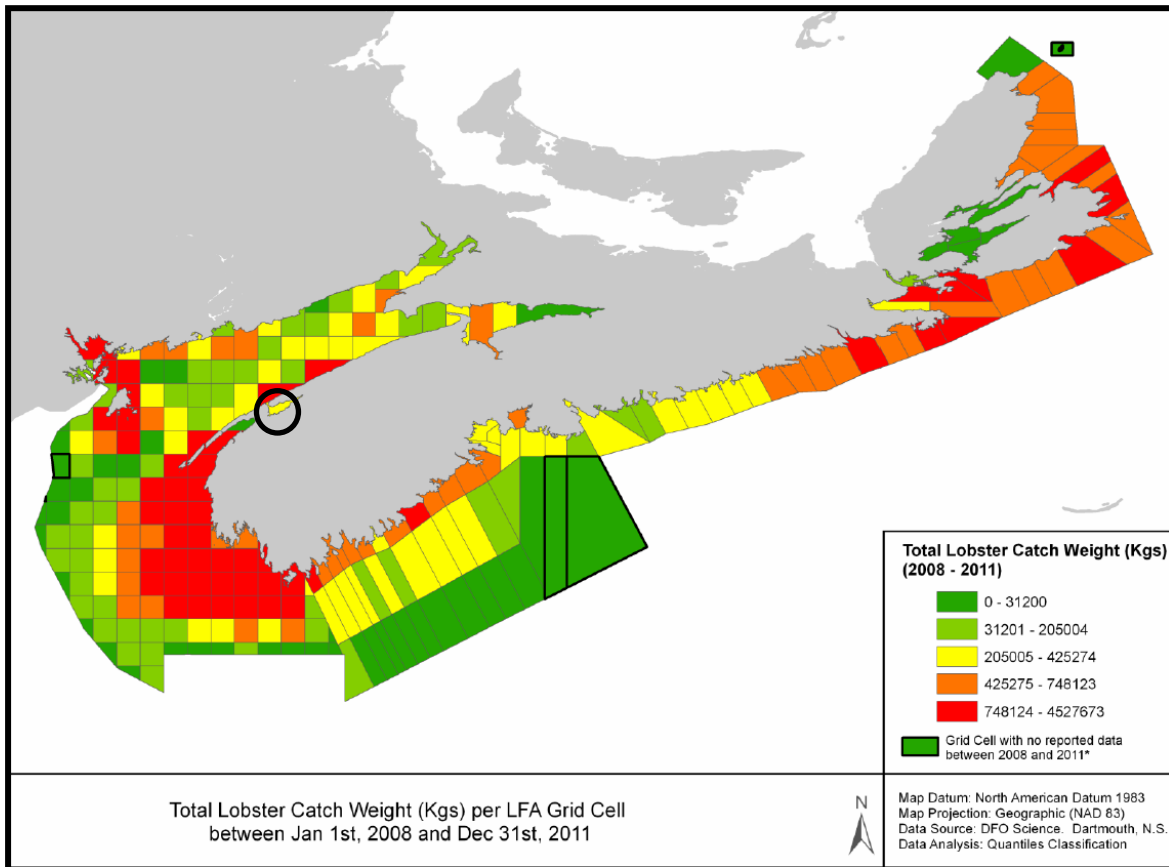 Total Lobster Catch Weight (Kgs)
(2008 - 2011)
0 - 31200
31201 - 205004
205005 - 425274
425275 - 748123
748124 - 4527673
Grid Cell with no reported data
between 2008 and 2011*
Total Lobster Catch Weight (Kgs) per LFA Grid Cell
between Jan 1st, 2008 and Dec 31st, 2011
N
Map Datum: North American Datum 1983
Map Projection: Geographic (NAD 83)
Data Source: DFO Science. Dartmouth, N.S.
Data Analysis: Quantiles Classification